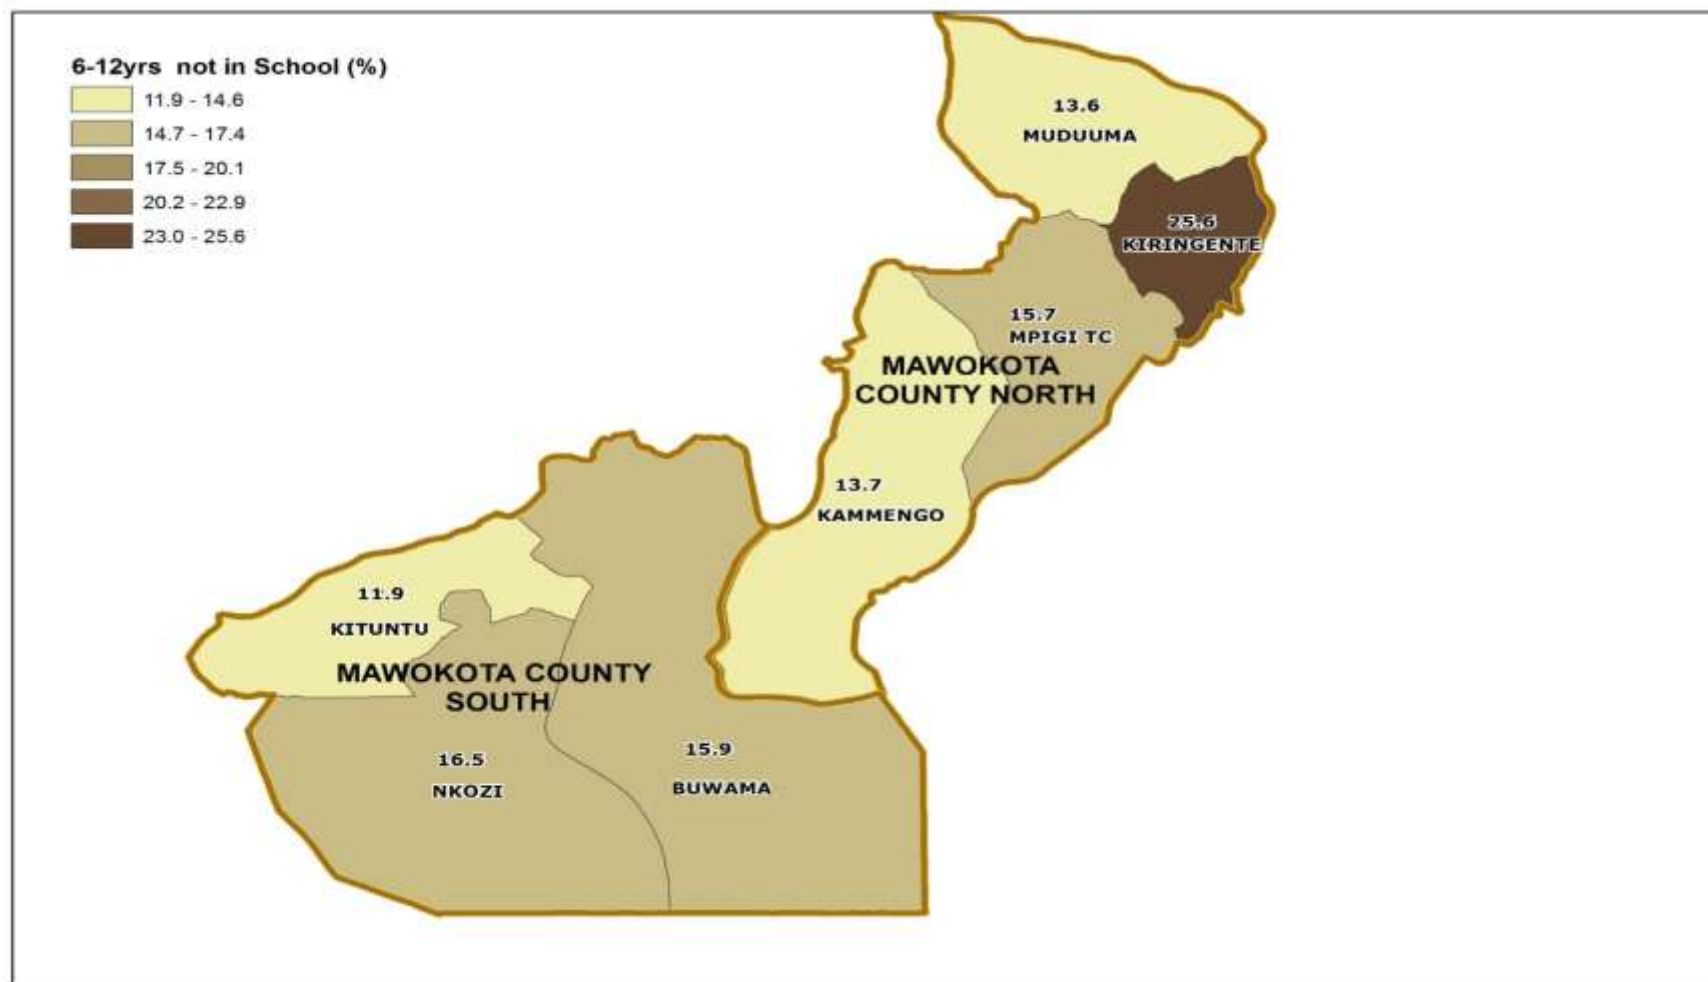 6-12yrs not in School (%)
11.9 - 14.6
14.7 - 17.4
17.5 - 20.1
20.2 - 22.9
23.0 - 25.6
13.6
MUDUUMA
25.6
KIRINGENTE
15.7
MPIGI TC
MAWOKOTA
COUNTY NORTH
13.7
KAMMENGO
11.9
KITUNTU
MAWOKOTA COUNTY
SOUTH
16.5
NKOZI
15.9
BUWAMA